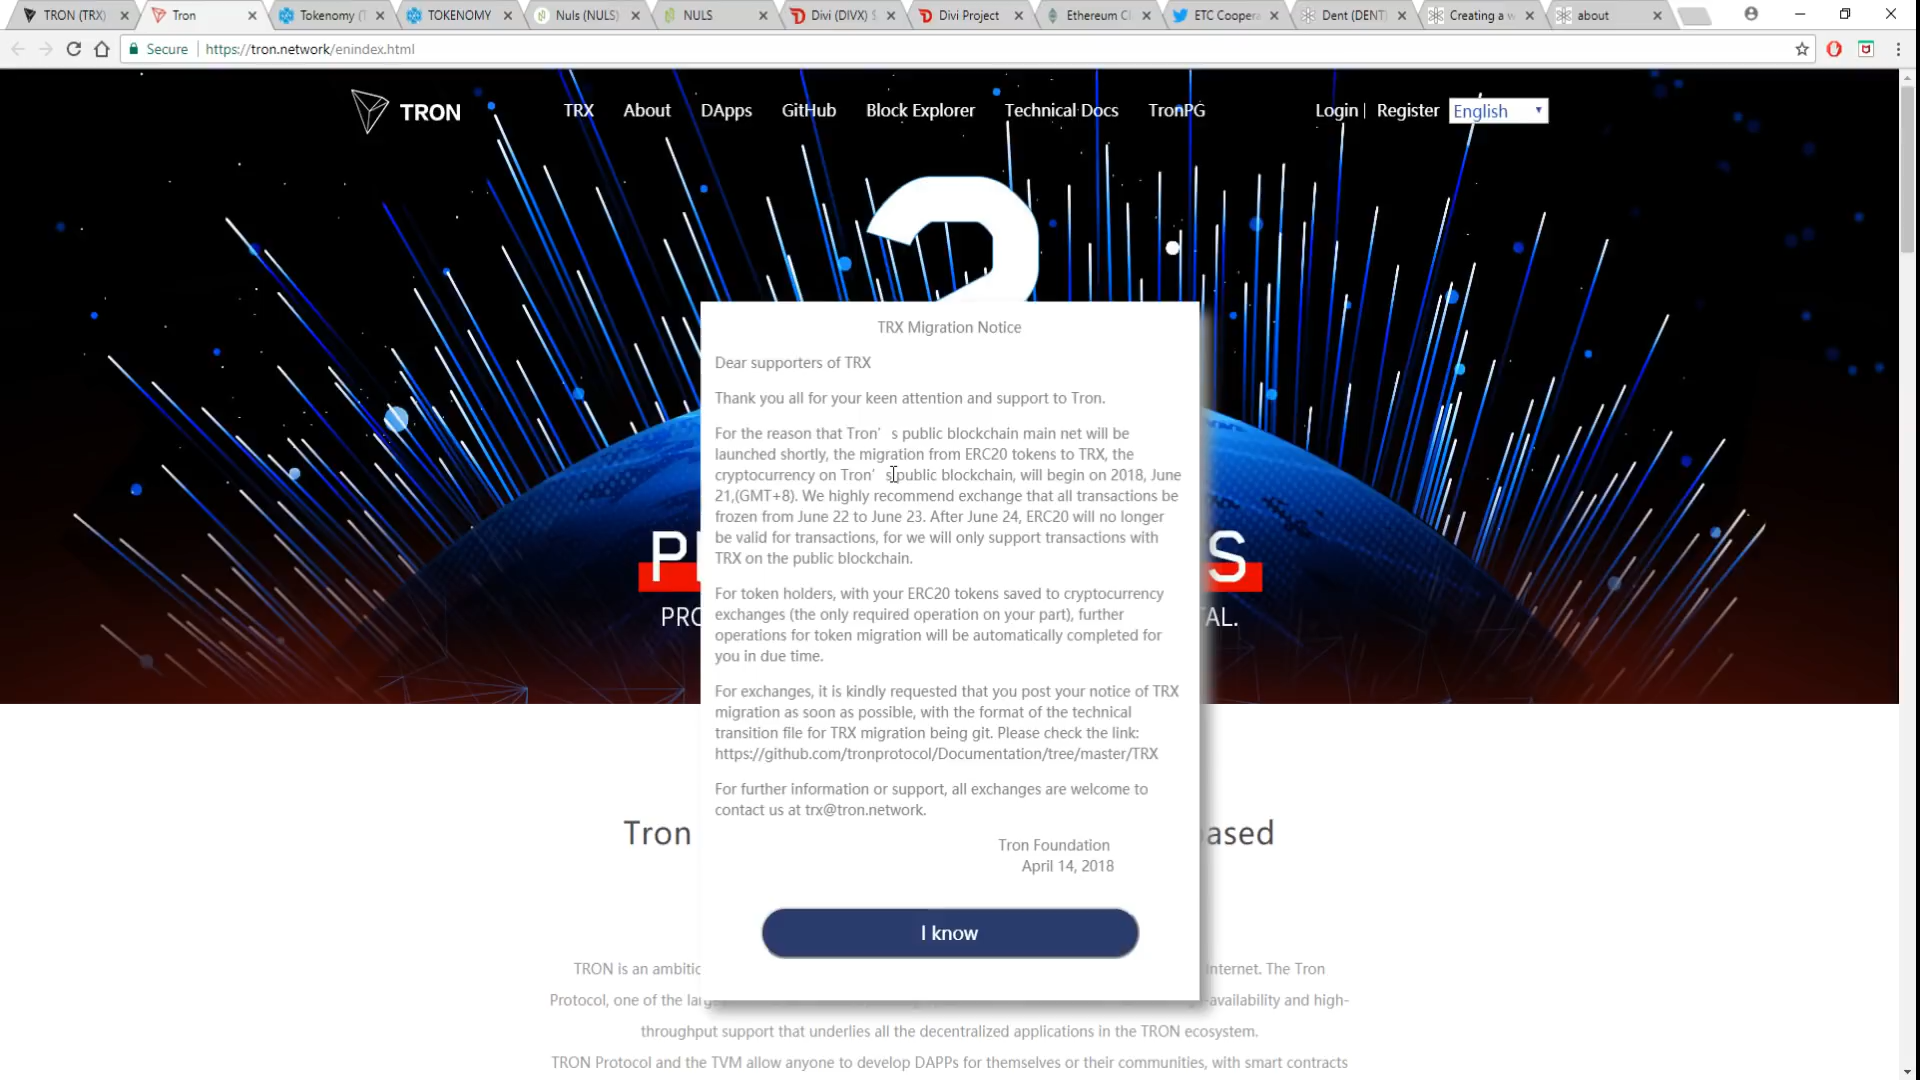 TRON (TRX)
Tron
Tokenomy (T
TOKENOMY
Nuls (NULS)
NULS
Divi (DIVX) S
Divi Project
Ethereum Cl
ETC Coopera
Dent (DENT)
Creating a w
about
Secure
https://tron.network/enindex.html
TRON
TRX
About
DApps
GitHub
Block Explorer
Technical Docs
TronPG
Login |
Register
English
TRX Migration Notice
Dear supporters of TRX
Thank you all for your keen attention and support to Tron.
For the reason that Tron’ s public blockchain main net will be
launched shortly, the migration from ERC20 tokens to TRX, the
cryptocurrency on Tron’ s public blockchain, will begin on 2018, June
21,(GMT+8). We highly recommend exchange that all transactions be
frozen from June 22 to June 23. After June 24, ERC20 will no longer
be valid for transactions, for we will only support transactions with
TRX on the public blockchain.
For token holders, with your ERC20 tokens saved to cryptocurrency
exchanges (the only required operation on your part), further
operations for token migration will be automatically completed for
you in due time.
For exchanges, it is kindly requested that you post your notice of TRX
migration as soon as possible, with the format of the technical
transition file for TRX migration being git. Please check the link:
https://github.com/tronprotocol/Documentation/tree/master/TRX
For further information or support, all exchanges are welcome to
contact us at trx@tron.network.
Tron Foundation
April 14, 2018
I know
Tron ased
TRON is an ambitic nternet. The Tron
Protocol, one of the larg -availability and high-
throughput support that underlies all the decentralized applications in the TRON ecosystem.
TRON Protocol and the TVM allow anyone to develop DAPPs for themselves or their communities, with smart contracts